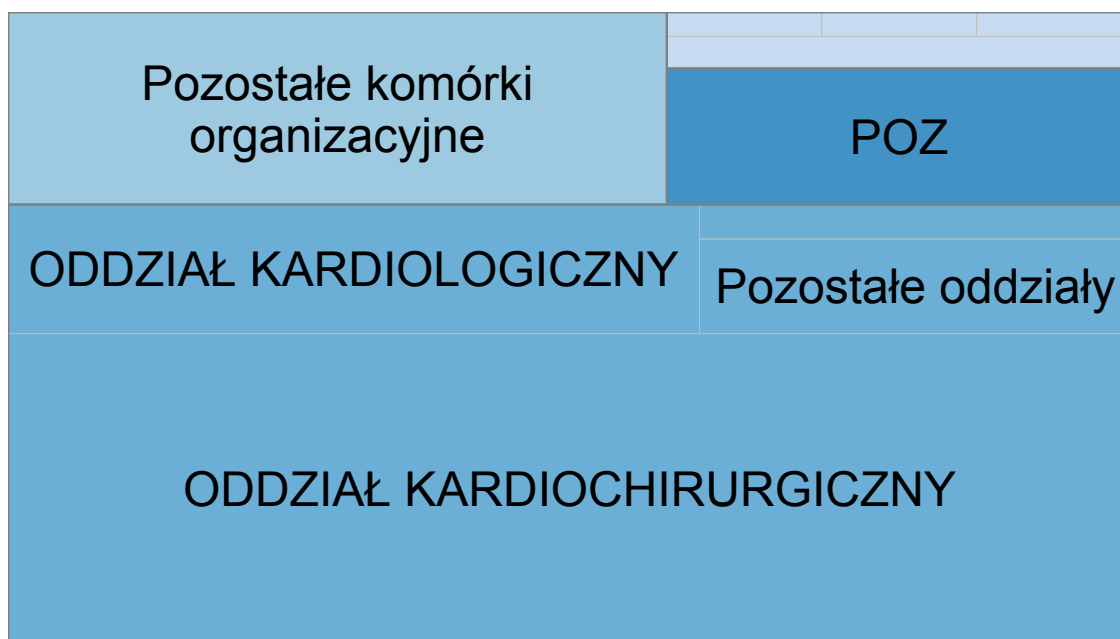 Pozostałe komórki
organizacyjne
POZ
ODDZIAŁ KARDIOLOGICZNY
Pozostałe oddziały
ODDZIAŁ KARDIOCHIRURGICZNY